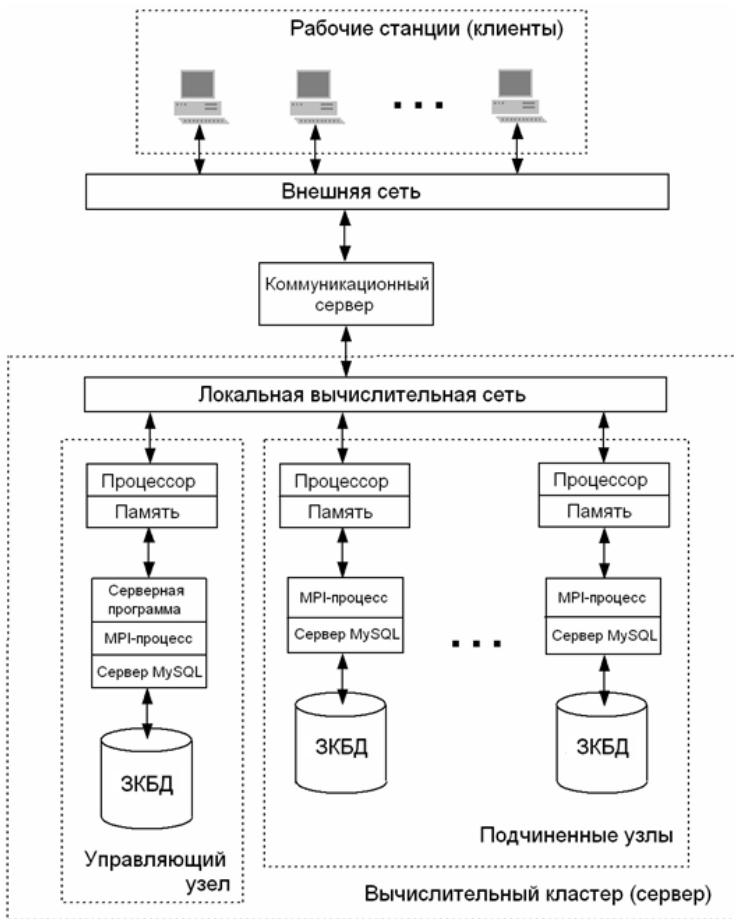 Рабочие станции (клиенты)
Внешняя сеть
Коммуникационный
сервер
Локальная вычислительная сеть
Процессор
Память
Серверная
программа
MPI-процесс
Сервер MySQL
ЗКБД
Управляющий
узел
Процессор
Память
MPI-процесс
Сервер MySQL
ЗКБД
Процессор
Память
MPI-процесс
Сервер MySQL
ЗКБД
Подчиненные узлы
Вычислительный кластер (сервер)